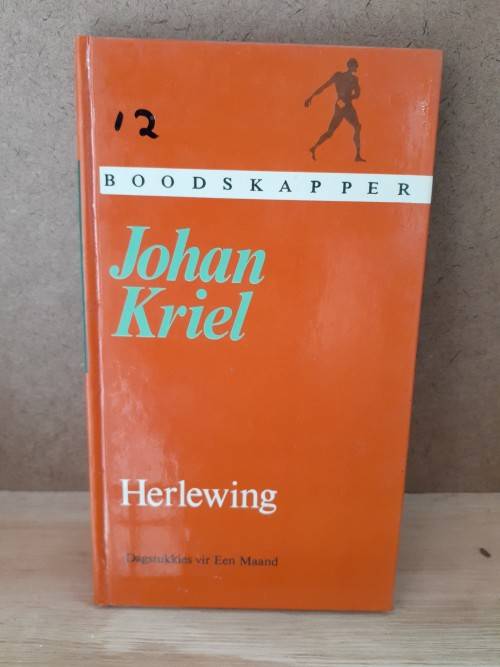 12
BOODSKAPPER
Johan
Kriel
Herlewing
Dagstukkies vir Een Maand